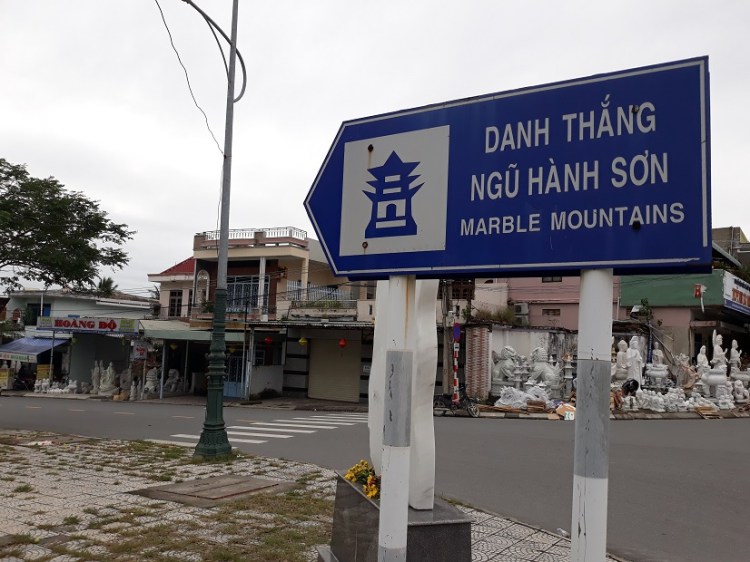 DANH THẮNG
NGŨ HÀNH SƠN
MARBLE MOUNTAINS
HOÀNG ĐỘ